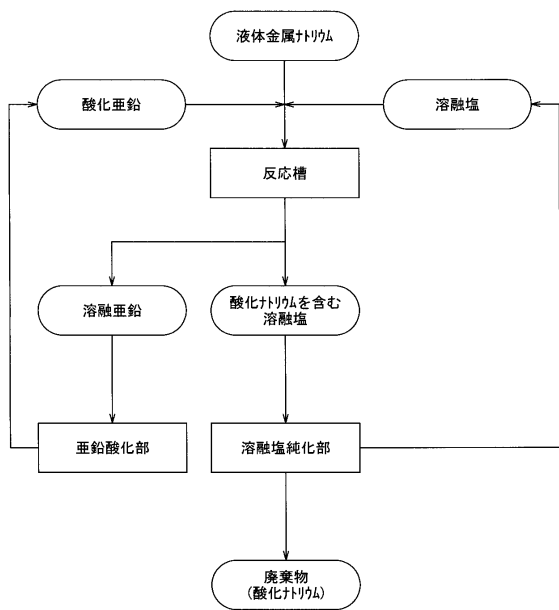 液体金属ﾅﾄﾘｳﾑ
酸化亜鉛
溶融塩
反応槽
溶融亜鉛
酸化ﾅﾄﾘｳﾑを含む
溶融塩
亜鉛酸化部
溶融塩純化部
廃棄物
(酸化ﾅﾄﾘｳﾑ)